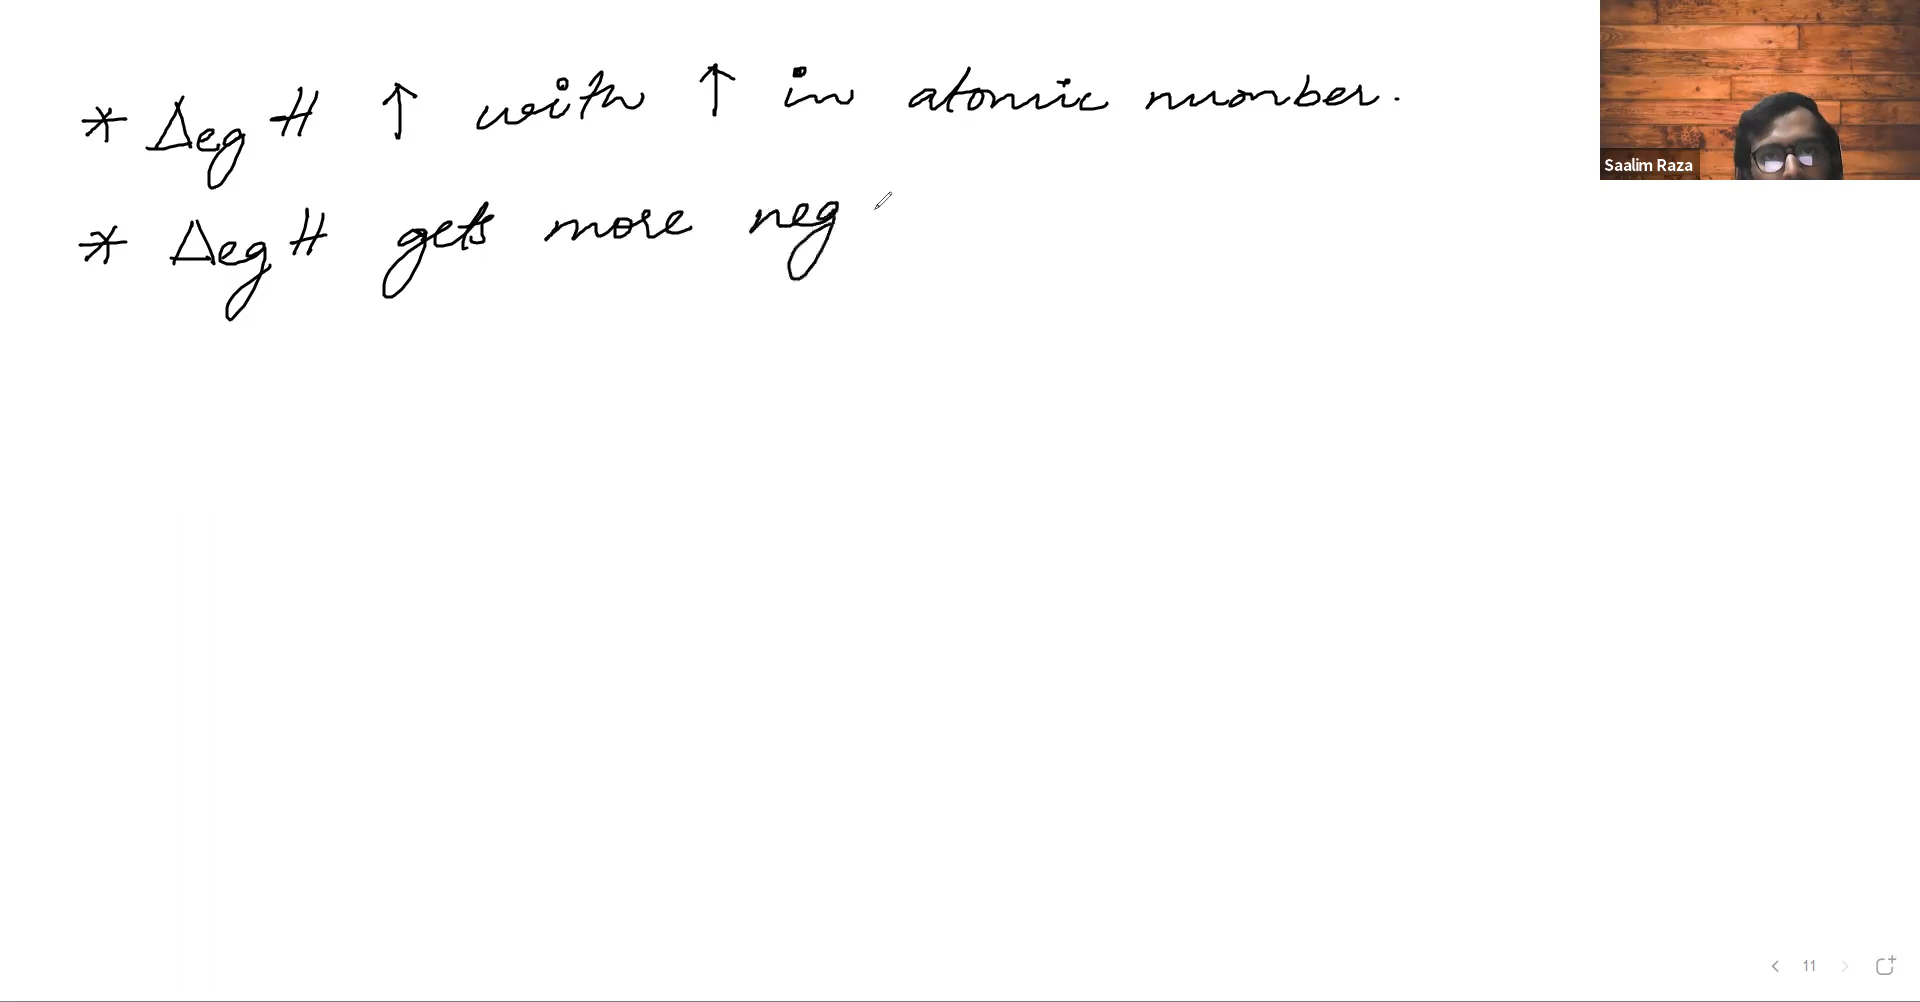 * ΔegH ↑ with ↑ in atomic number.
* ΔegH gets more neg
Saalim Raza
11